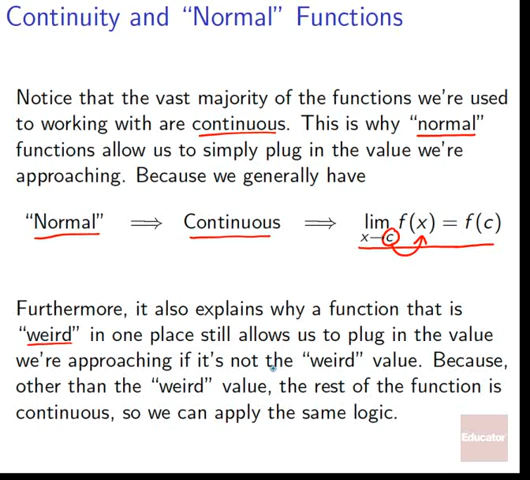 Continuity and “Normal” Functions
Notice that the vast majority of the functions we’re used
to working with are continuous. This is why “normal”
functions allow us to simply plug in the value we’re
approaching. Because we generally have
“Normal” ⟹ Continuous ⟹ lim f(x) = f(c)
x→c
Furthermore, it also explains why a function that is
“weird” in one place still allows us to plug in the value
we’re approaching if it’s not the “weird” value. Because,
other than the “weird” value, the rest of the function is
continuous, so we can apply the same logic.
Educator